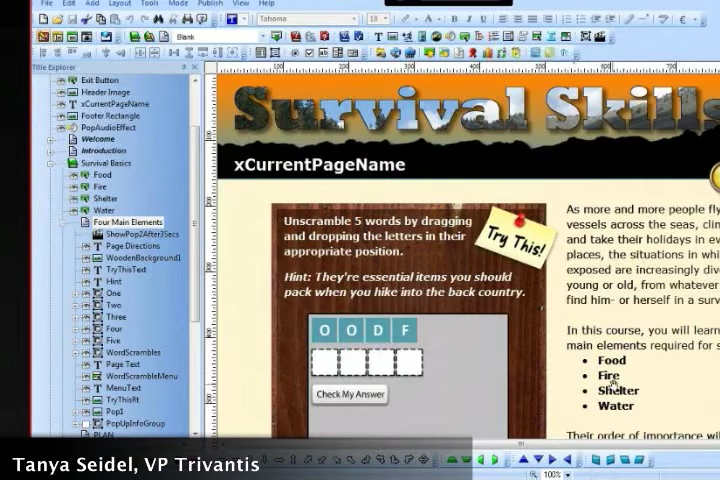 File Edit Add Layout Tools Mode Publish View Help
Tahoma 18 B I U
Blank
Title Explorer
Exit Button
Header Image
xCurrentPageName
Footer Rectangle
PopAudioEffect
Welcome
Introduction
Survival Basics
Food
Fire
Shelter
Water
Four Main Elements
ShowPop2After3Secs
Page Directions
WoodenBackground1
TryThisText
Hint
One
Two
Three
Four
Five
WordScrambles
Page Text
WordScrambleMenu
MenuText
TryThisRt
Pop1
PopUpInfoGroup
PLAN
Survival Skills
xCurrentPageName
Unscramble 5 words by dragging
and dropping the letters in their
appropriate position.
Hint: They're essential items you should
pack when you hike into the back country.
Try This!
O O D F
Check My Answer
As more and more people fly
vessels across the seas, clim
and take their holidays in ev
places, the situations in whic
exposed are increasingly dive
young or old, from whatever
find him- or herself in a surv
In this course, you will learn
main elements required for s
• Food
• Fire
• Shelter
• Water
Their order of importance wil
100%
Tanya Seidel, VP Trivantis